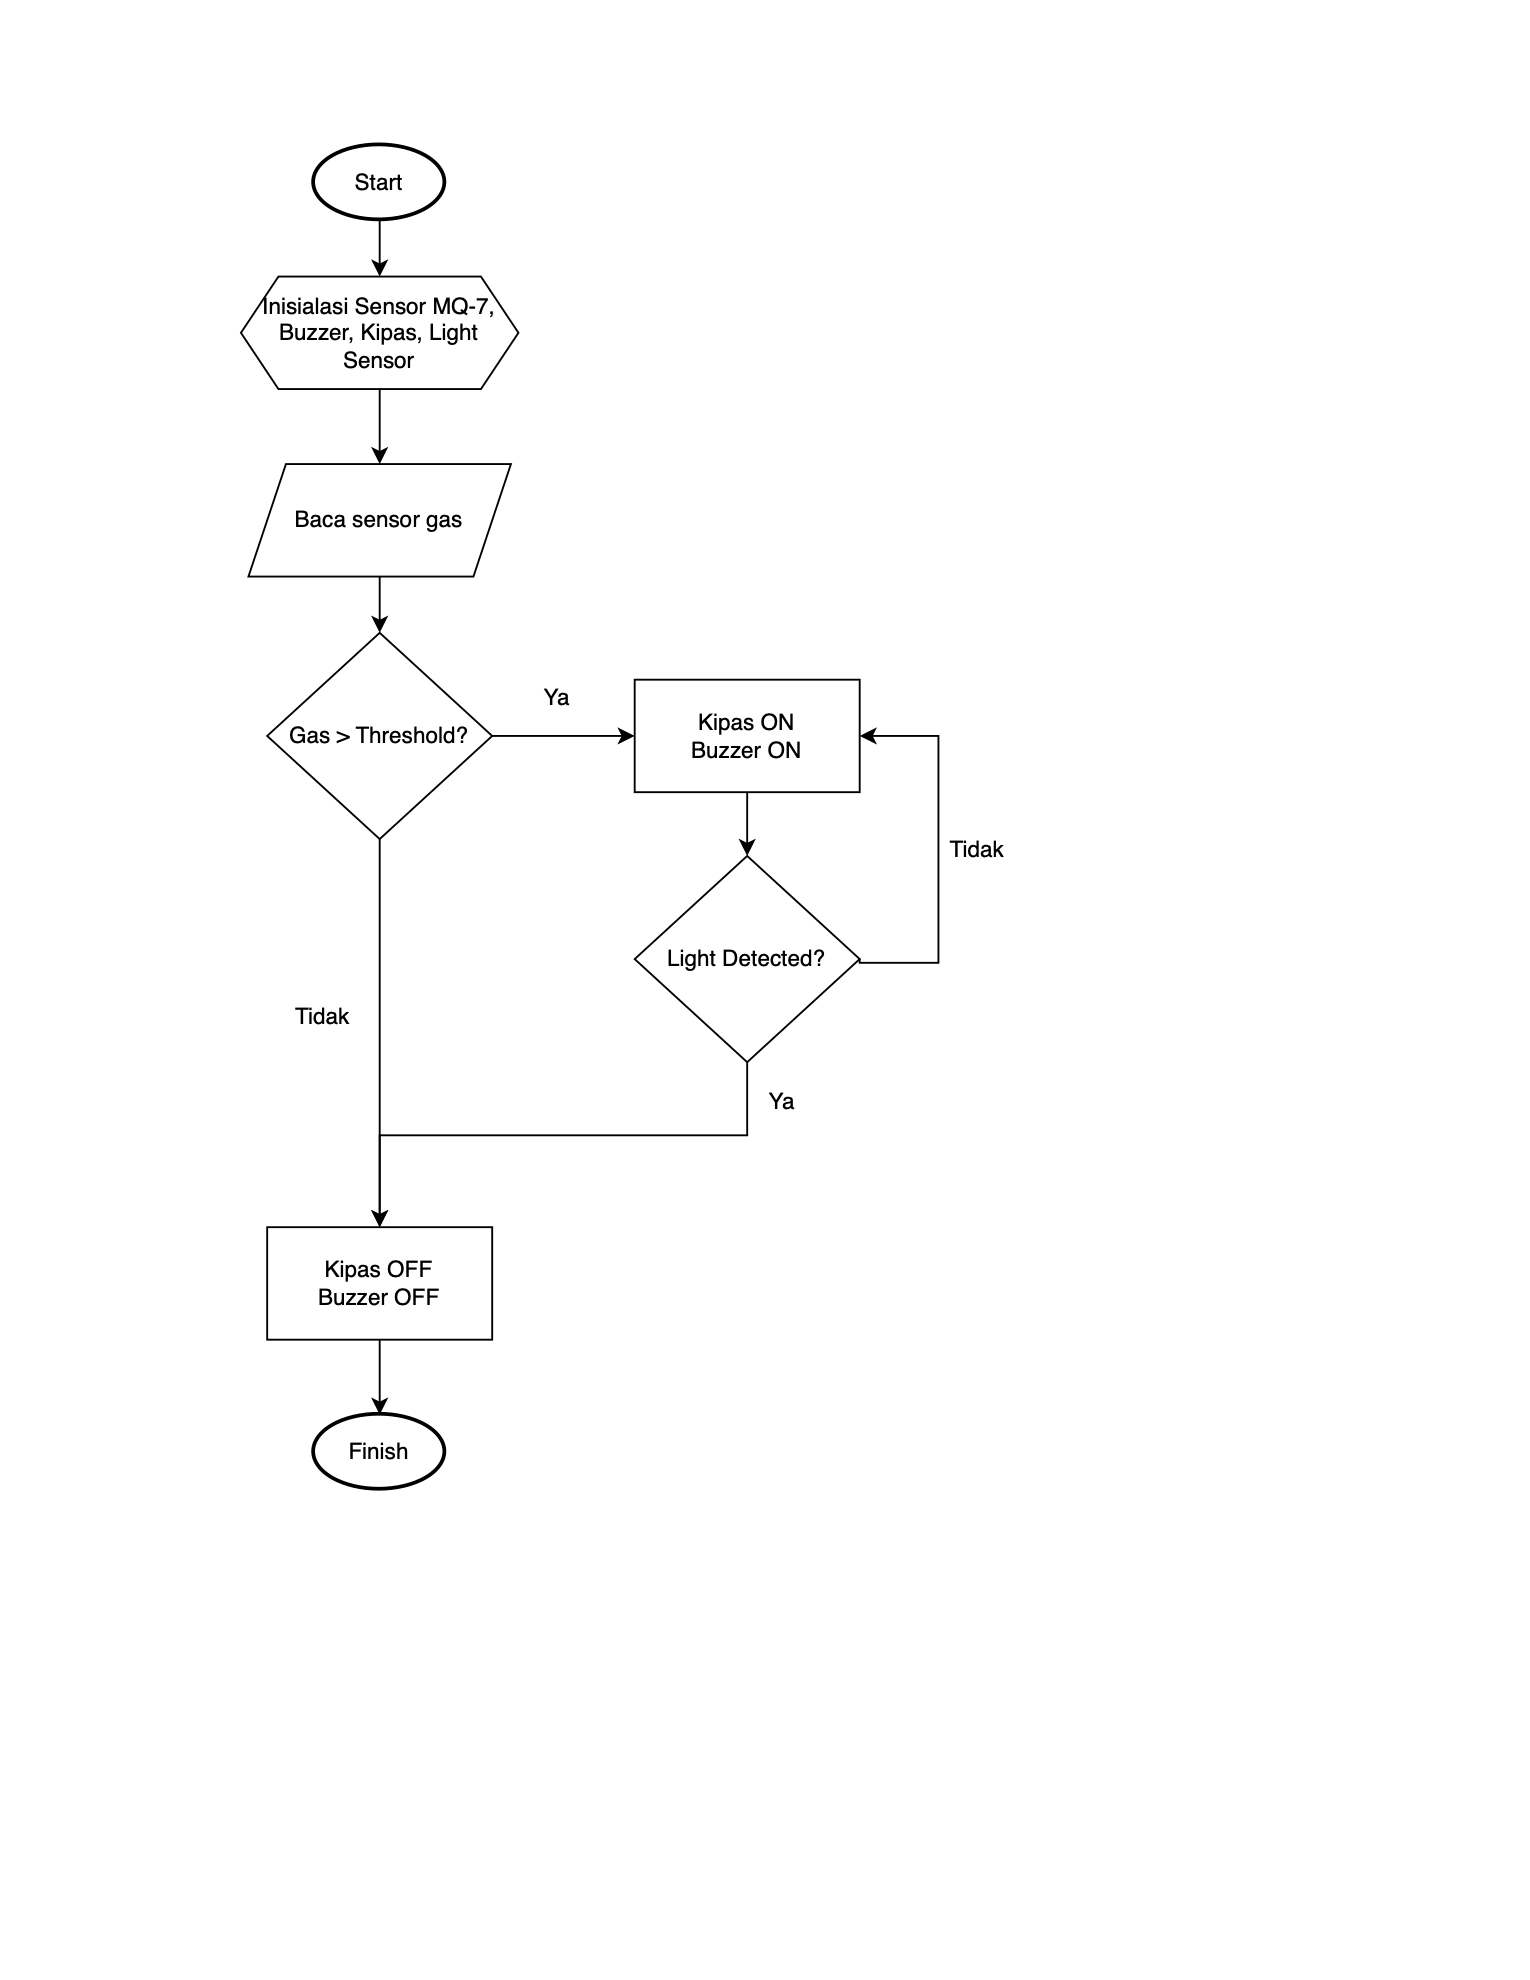 Start
Inisialasi Sensor MQ-7,
Buzzer, Kipas, Light
Sensor
Baca sensor gas
Gas > Threshold?
Ya
Kipas ON
Buzzer ON
Tidak
Light Detected?
Tidak
Ya
Kipas OFF
Buzzer OFF
Finish